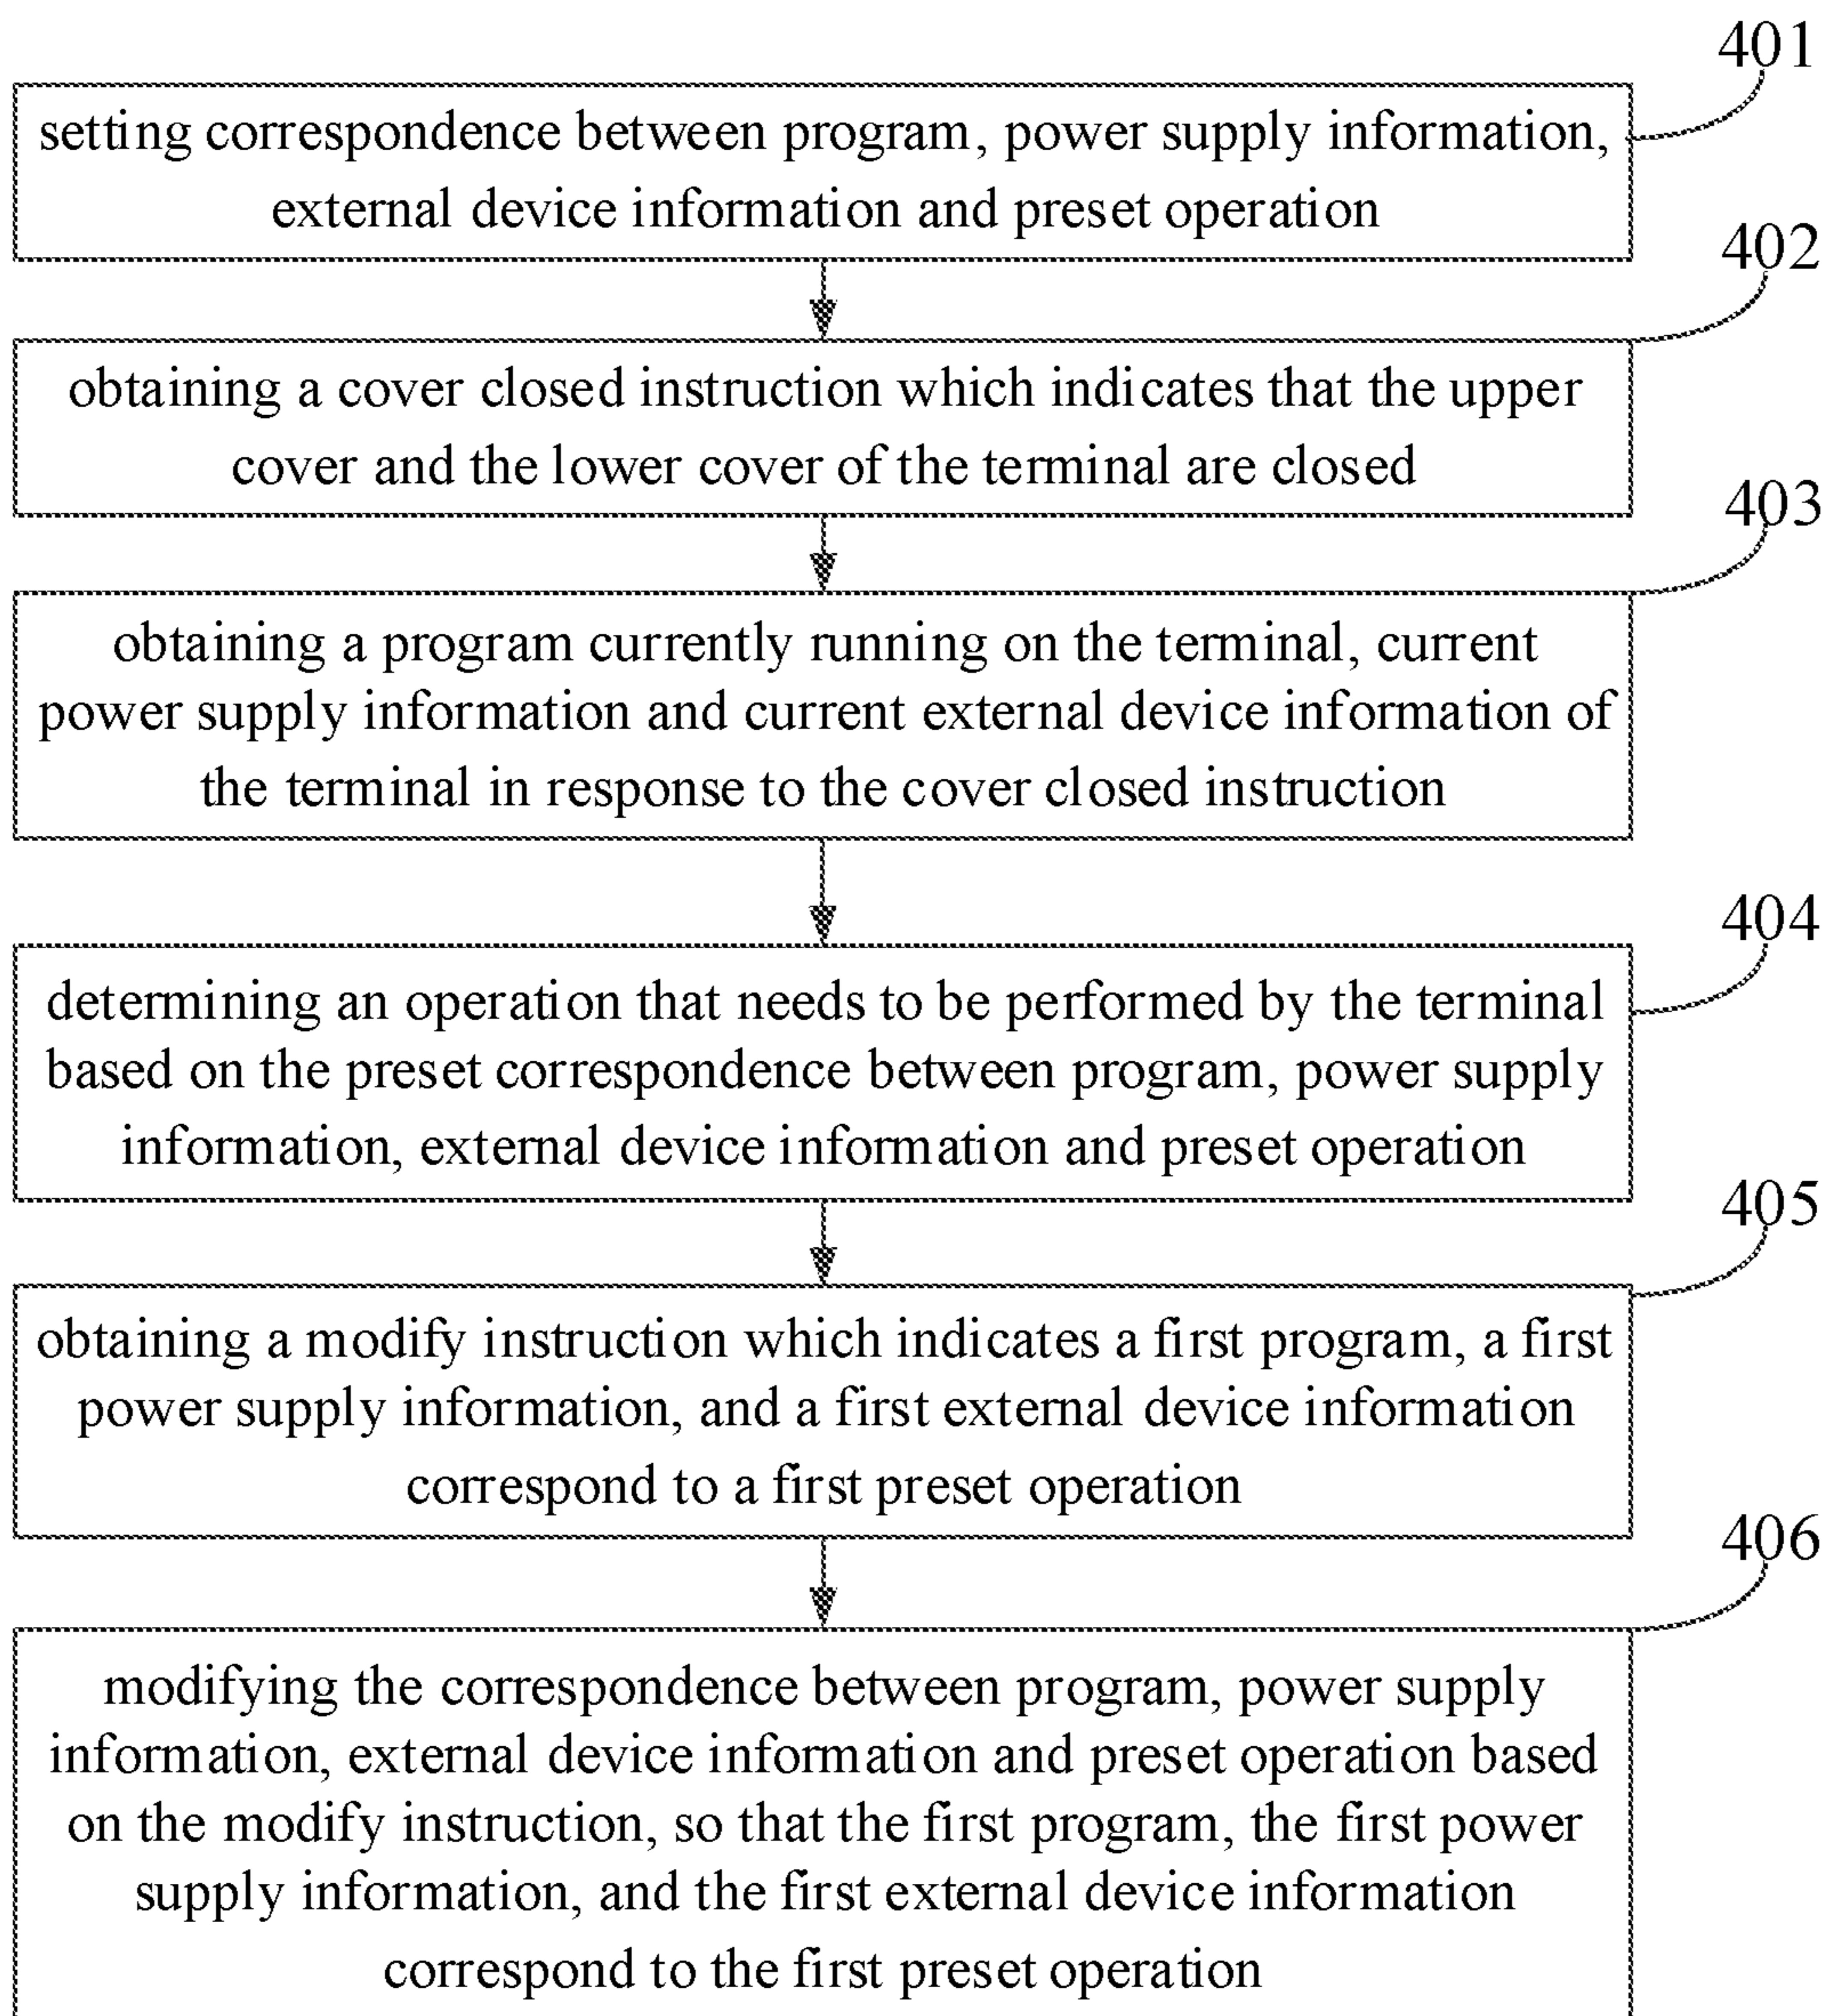 401
setting correspondence between program, power supply information,
external device information and preset operation
402
obtaining a cover closed instruction which indicates that the upper
cover and the lower cover of the terminal are closed
403
obtaining a program currently running on the terminal, current
power supply information and current external device information of
the terminal in response to the cover closed instruction
404
determining an operation that needs to be performed by the terminal
based on the preset correspondence between program, power supply
information, external device information and preset operation
405
obtaining a modify instruction which indicates a first program, a first
power supply information, and a first external device information
correspond to a first preset operation
406
modifying the correspondence between program, power supply
information, external device information and preset operation based
on the modify instruction, so that the first program, the first power
supply information, and the first external device information
correspond to the first preset operation